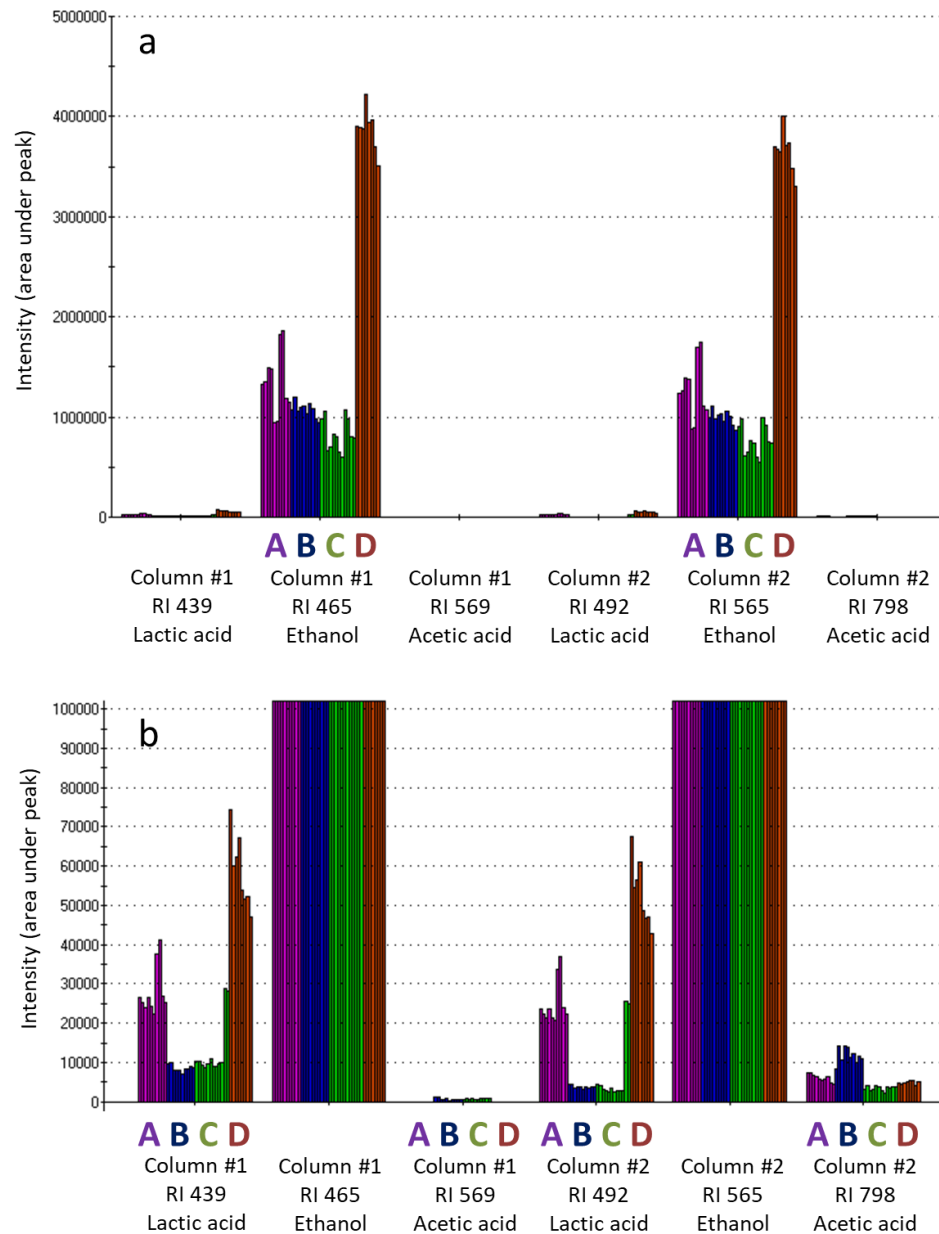 a
Intensity (area under peak)
5000000
4000000
3000000
2000000
1000000
0
A B C D
A B C D
Column #1
RI 439
Lactic acid
Column #1
RI 465
Ethanol
Column #1
RI 569
Acetic acid
Column #2
RI 492
Lactic acid
Column #2
RI 565
Ethanol
Column #2
RI 798
Acetic acid
b
Intensity (area under peak)
100000
90000
80000
70000
60000
50000
40000
30000
20000
10000
0
A B C D
A B C D
A B C D
A B C D
Column #1
RI 439
Lactic acid
Column #1
RI 465
Ethanol
Column #1
RI 569
Acetic acid
Column #2
RI 492
Lactic acid
Column #2
RI 565
Ethanol
Column #2
RI 798
Acetic acid